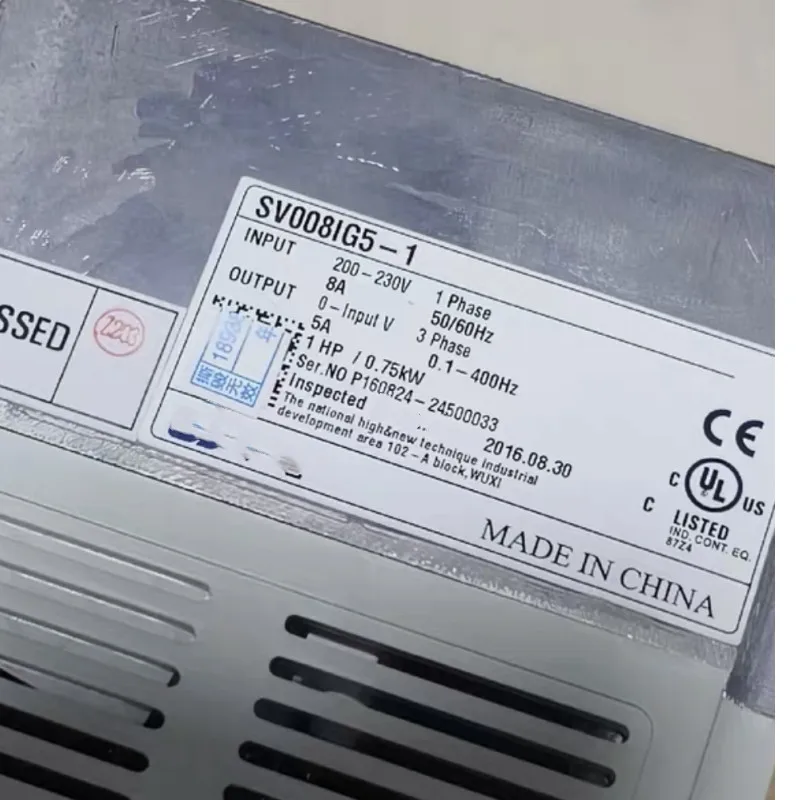 SV008IG5-1
INPUT 200-230V 1 Phase
8A 50/60Hz
OUTPUT 0-Input V 3 Phase
5A 0.1-400Hz
1 HP / 0.75kW
Ser.NO P160824-24500033
Inspected 2016.08.30
The national high&new technique industrial
development area 102-A block,WUXI
SSED
CE
C UL US
C LISTED
IND. CONT. EQ.
87Z4
MADE IN CHINA